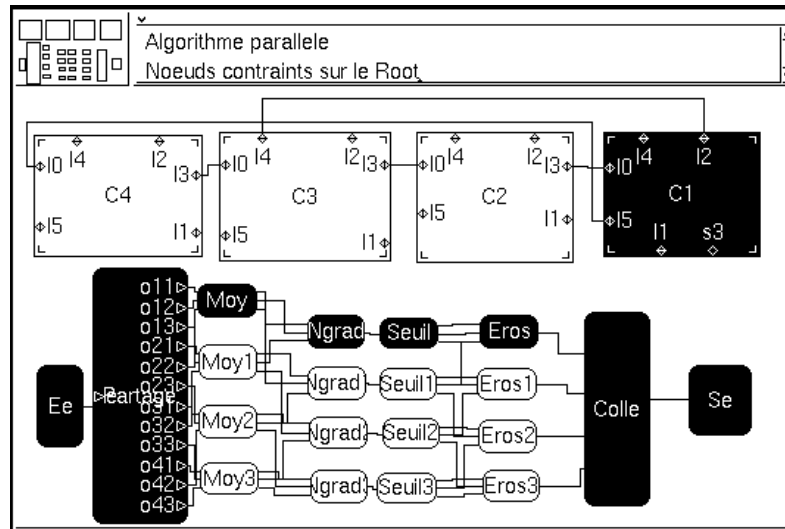 Algorithme parallele
Noeuds contraints sur le Root
I4 I2 I4 I2 I4 I2 I4 I2
I0 I3 I0 I3 I0 I3 I0
C4 C3 C2 C1
I5 I1 I5 I1 I5 I1 I5
I1 s3
o11
Moy
o12
o13
Ngrad Seuil Eros
o21
o22
Moy1
o23
Ngrad Seuil1 Eros1
Ee Partage
o31
Colle Se
o32
Moy2
Ngrad2 Seuil2 Eros2
o33
o41
Moy3
o42
Ngrad3 Seuil3 Eros3
o43